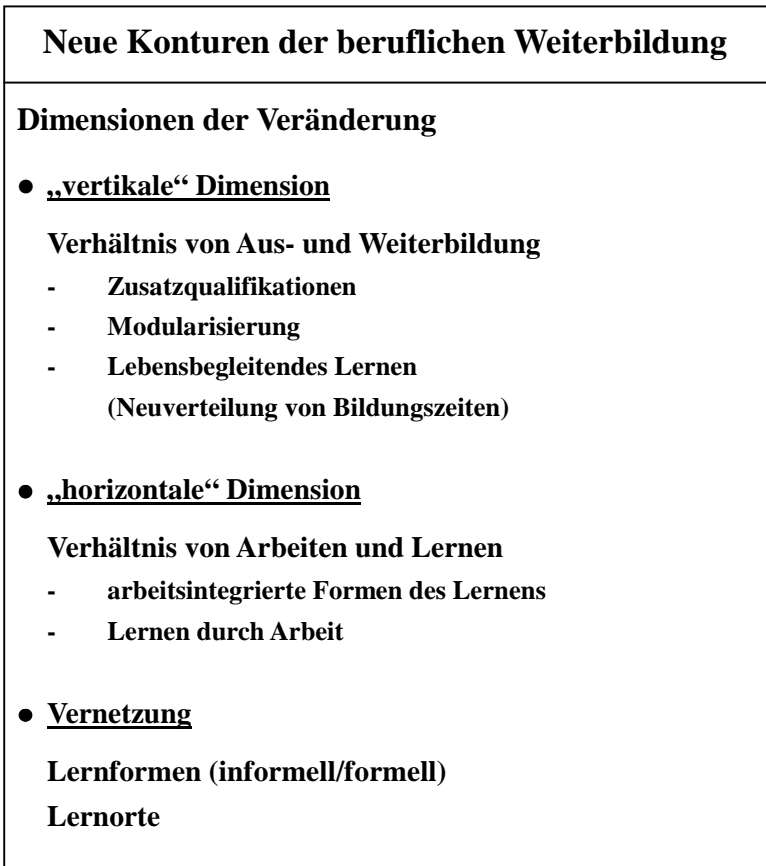 Neue Konturen der beruflichen Weiterbildung
Dimensionen der Veränderung
● „vertikale“ Dimension
Verhältnis von Aus- und Weiterbildung
- Zusatzqualifikationen
- Modularisierung
- Lebensbegleitendes Lernen
(Neuverteilung von Bildungszeiten)
● „horizontale“ Dimension
Verhältnis von Arbeiten und Lernen
- arbeitsintegrierte Formen des Lernens
- Lernen durch Arbeit
● Vernetzung
Lernformen (informell/formell)
Lernorte